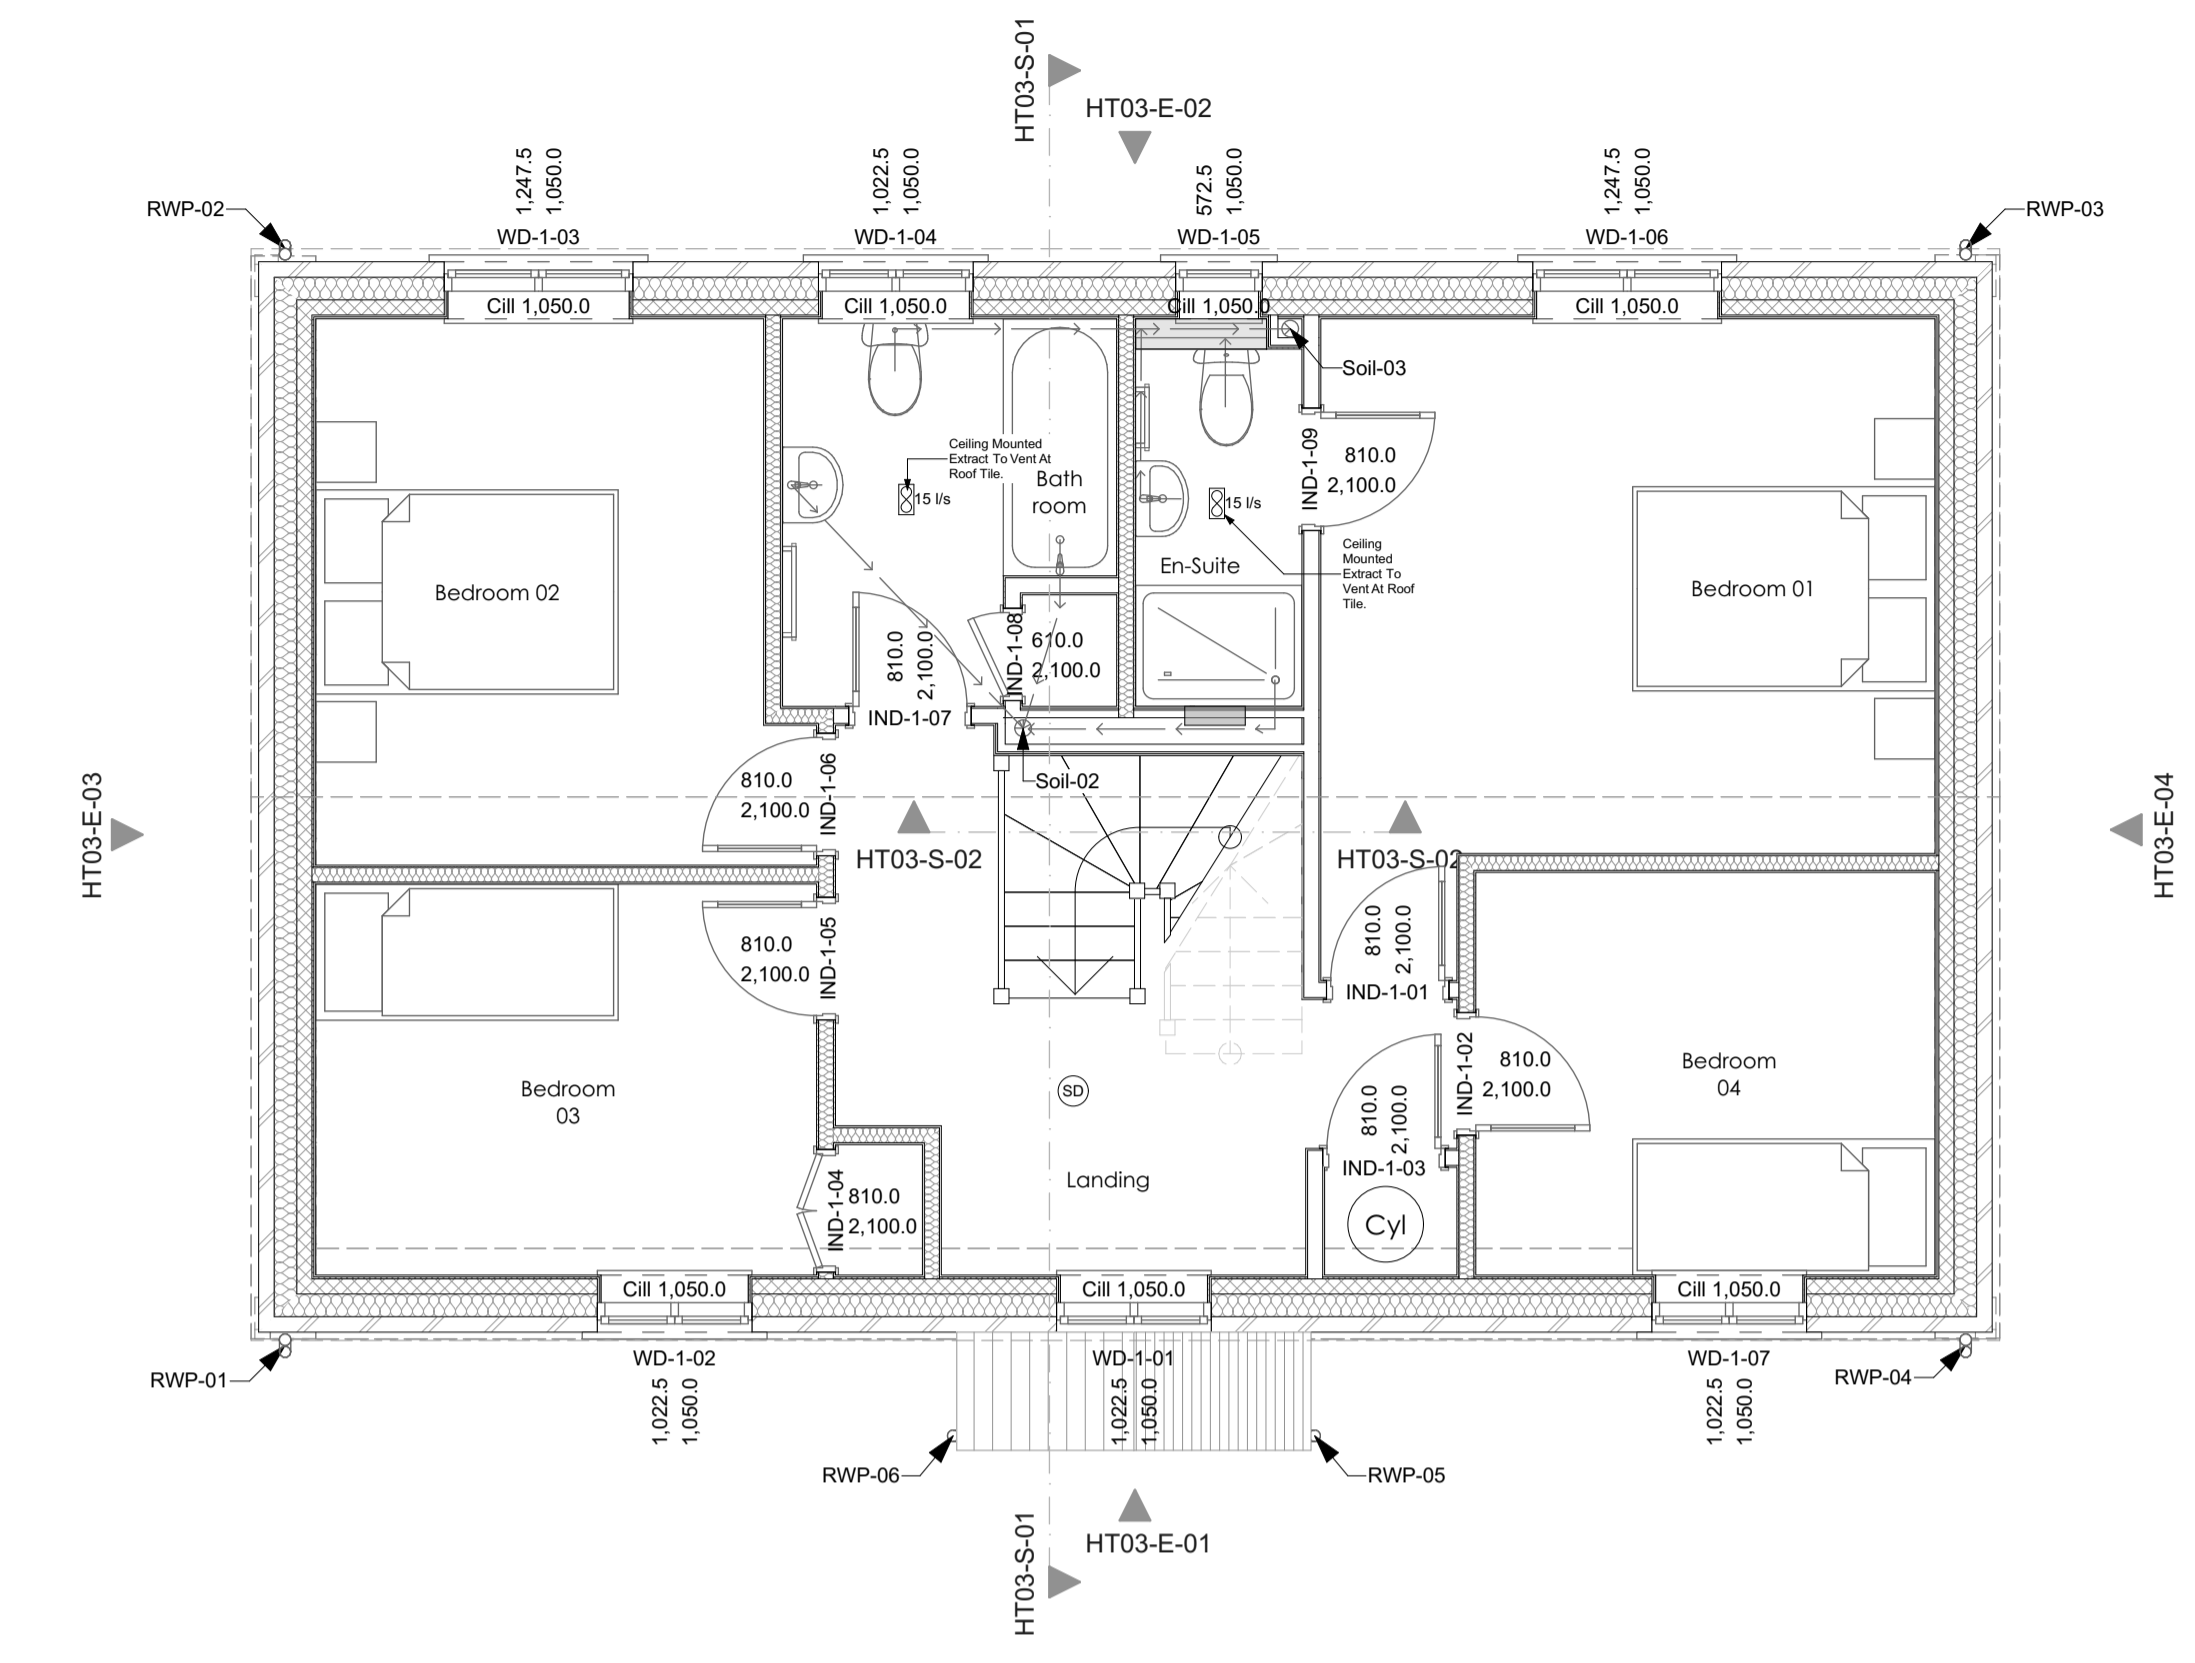 HT03-S-01
HT03-E-02
1,247.5
1,050.0
1,022.5
1,050.0
572.5
1,050.0
1,247.5
1,050.0
RWP-02
WD-1-03
WD-1-04
WD-1-05
WD-1-06
RWP-03
Cill 1,050.0
Cill 1,050.0
Cill 1,050.0
Cill 1,050.0
Soil-03
Ceiling Mounted
Extract To Vent At
Roof Tile.
15 l/s
Bath
room
15 l/s
En-Suite
IND-1-09
810.0
2,100.0
Ceiling
Mounted
Extract To
Vent At Roof
Tile.
Bedroom 02
Bedroom 01
810.0
2,100.0
IND-1-07
IND-1-08
610.0
2,100.0
Soil-02
810.0
2,100.0
IND-1-06
HT03-E-03
HT03-S-02
HT03-S-02
HT03-E-04
810.0
2,100.0
IND-1-05
810.0
2,100.0
IND-1-01
Bedroom
03
SD
810.0
2,100.0
IND-1-03
IND-1-02
810.0
2,100.0
Bedroom
04
Landing
IND-1-04
810.0
2,100.0
Cyl
Cill 1,050.0
Cill 1,050.0
Cill 1,050.0
RWP-01
WD-1-02
1,022.5
1,050.0
WD-1-01
1,022.5
1,050.0
WD-1-07
1,022.5
1,050.0
RWP-04
RWP-06
RWP-05
HT03-S-01
HT03-E-01